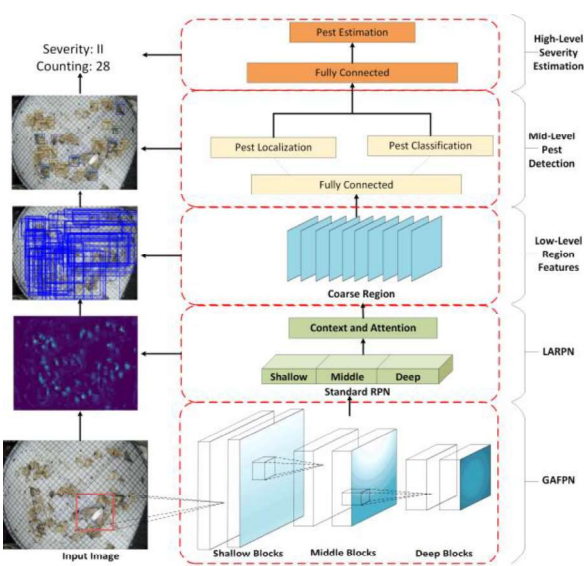 Pest Estimation
Fully Connected
High-Level
Severity
Estimation
Severity: II
Counting: 28
Pest Localization
Pest Classification
Fully Connected
Mid-Level
Pest
Detection
Coarse Region
Low-Level
Region
Features
Context and Attention
Shallow Middle Deep
Standard RPN
LARPN
GAFPN
Input Image
Shallow Blocks
Middle Blocks
Deep Blocks